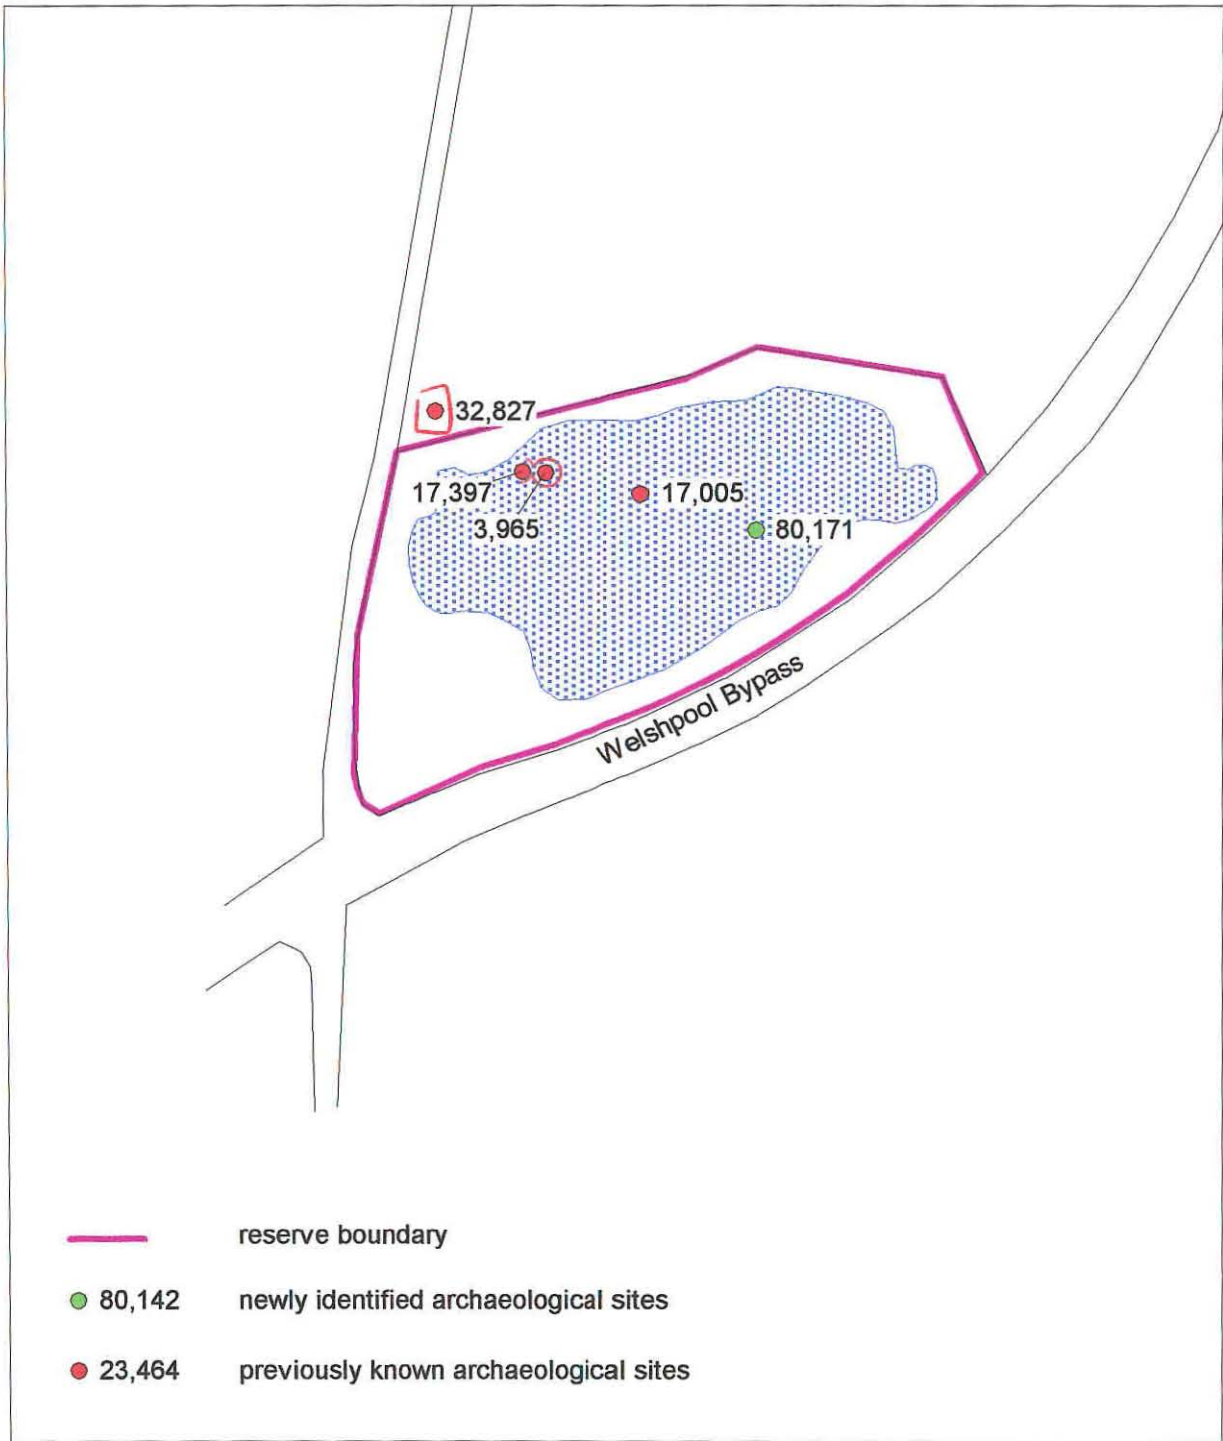 32,827
17,397
3,965
17,005
80,171
Welshpool Bypass
reserve boundary
80,142 newly identified archaeological sites
23,464 previously known archaeological sites